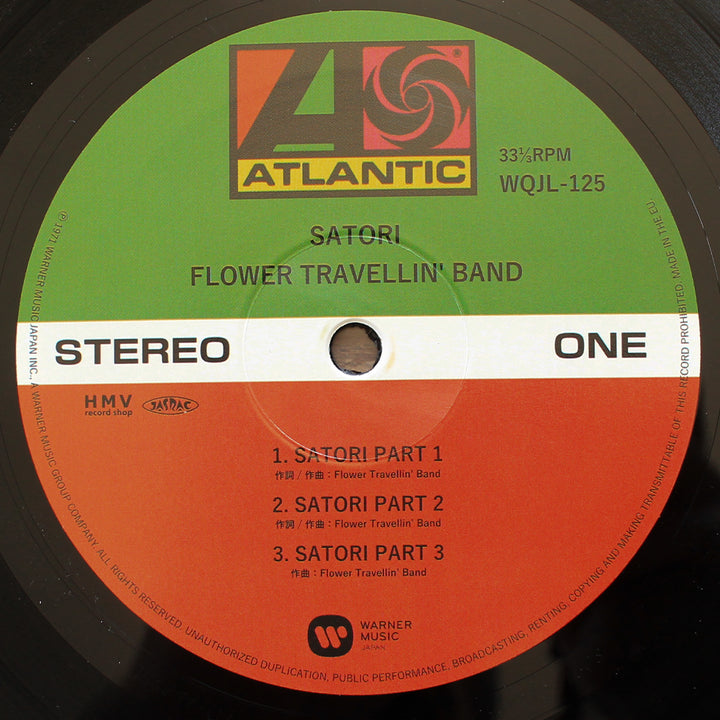 ATLANTIC
®
33⅓RPM
WQJL-125
SATORI
FLOWER TRAVELLIN' BAND
STEREO
ONE
HMV
record shop
JASRAC
1. SATORI PART 1
作詞 / 作曲：Flower Travellin' Band
2. SATORI PART 2
作詞 / 作曲：Flower Travellin' Band
3. SATORI PART 3
作曲：Flower Travellin' Band
WARNER
MUSIC
JAPAN
℗ 1971 WARNER MUSIC JAPAN INC., A WARNER MUSIC GROUP COMPANY. ALL RIGHTS RESERVED. UNAUTHORIZED DUPLICATION, PUBLIC PERFORMANCE, BROADCASTING, RENTING, COPYING AND MAKING TRANSMITTABLE OF THIS RECORD PROHIBITED. MADE IN THE EU.